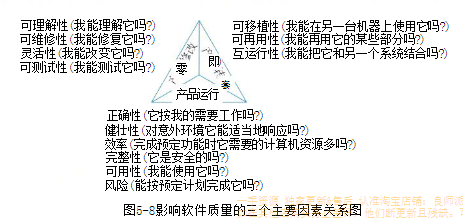 可理解性(我能理解它吗?)
可维修性(我能修复它吗?)
灵活性(我能改变它吗?)
可测试性(我能测试它吗?)
可移植性(我能在另一台机器上使用它吗?)
可再用性(我能再用它的某些部分吗?)
互运行性(我能把它和另一个系统结合吗?)
零
即
产品运行
正确性(它按我的需要工作吗?)
健壮性(对意外环境它能适当地响应吗?)
效率(完成预定功能时它需要的计算机资源多吗?)
完整性(它是安全的吗?)
可用性(我能使用它吗?)
风险(能按预定计划完成它吗?)
图5-8影响软件质量的三个主要因素关系图